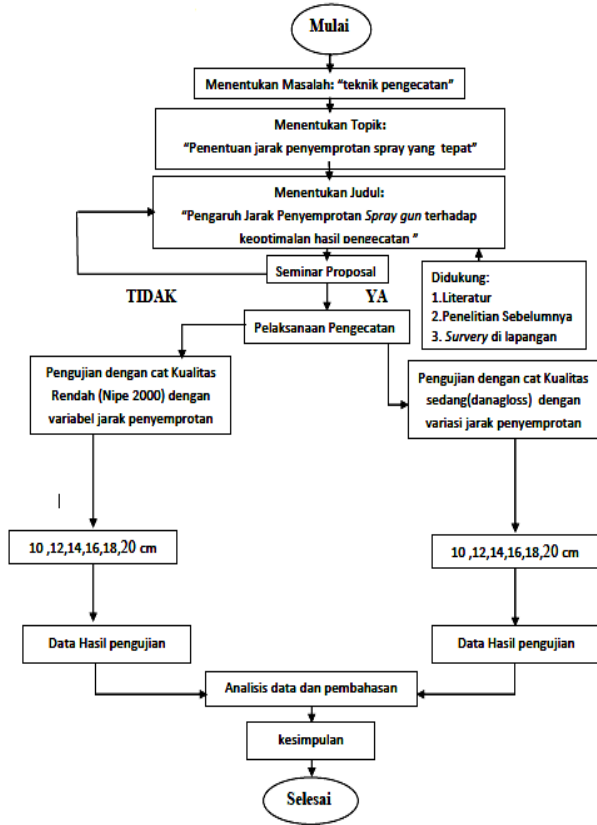 Mulai
Menentukan Masalah: “teknik pengecatan”
Menentukan Topik:
“Penentuan jarak penyemprotan spray yang tepat”
Menentukan Judul:
“Pengaruh Jarak Penyemprotan Spray gun terhadap
keoptimalan hasil pengecatan ”
Seminar Proposal
TIDAK
YA
Didukung:
1.Literatur
2.Penelitian Sebelumnya
3. Survery di lapangan
Pelaksanaan Pengecatan
Pengujian dengan cat Kualitas
Rendah (Nipe 2000) dengan
variabel jarak penyemprotan
Pengujian dengan cat Kualitas
sedang(danagloss) dengan
variasi jarak penyemprotan
10 ,12,14,16,18,20 cm
10 ,12,14,16,18,20 cm
Data Hasil pengujian
Data Hasil pengujian
Analisis data dan pembahasan
kesimpulan
Selesai